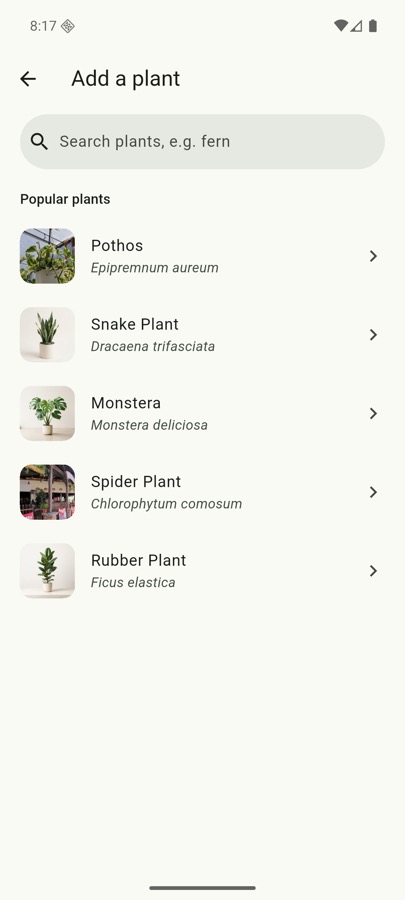 8:17
Add a plant
Search plants, e.g. fern
Popular plants
Pothos
Epipremnum aureum
Snake Plant
Dracaena trifasciata
Monstera
Monstera deliciosa
Spider Plant
Chlorophytum comosum
Rubber Plant
Ficus elastica